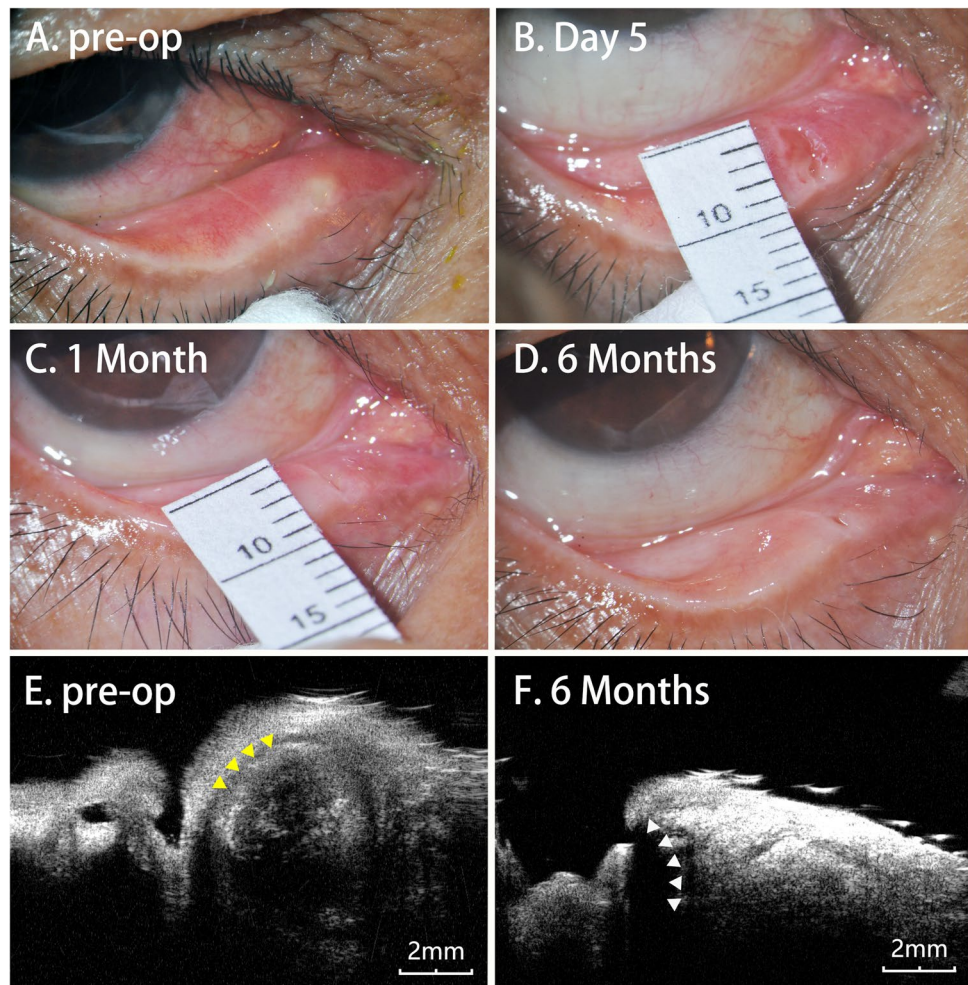 A. pre-op
B. Day 5
10
15
C. 1 Month
D. 6 Months
10
15
E. pre-op
F. 6 Months
2mm
2mm